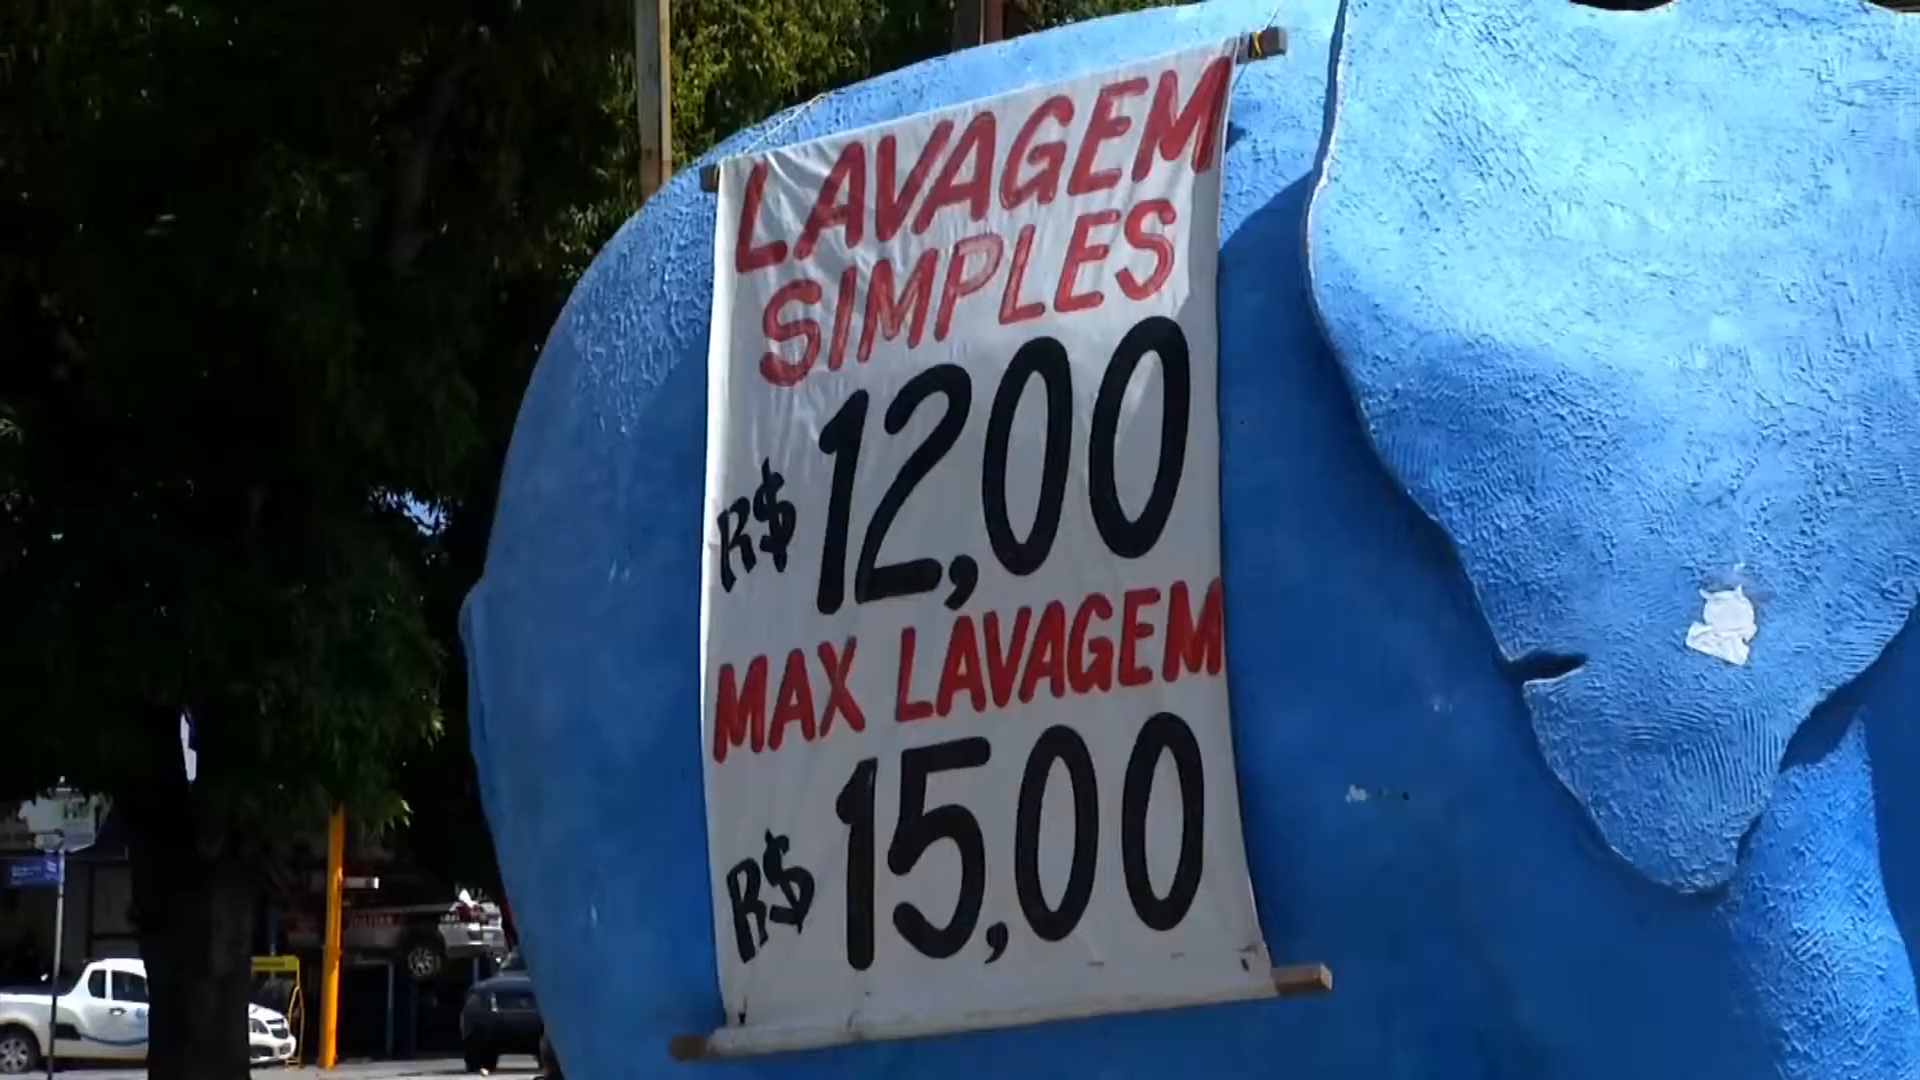 LAVAGEM
SIMPLES
R$ 12,00
MAX LAVAGEM
R$ 15,00